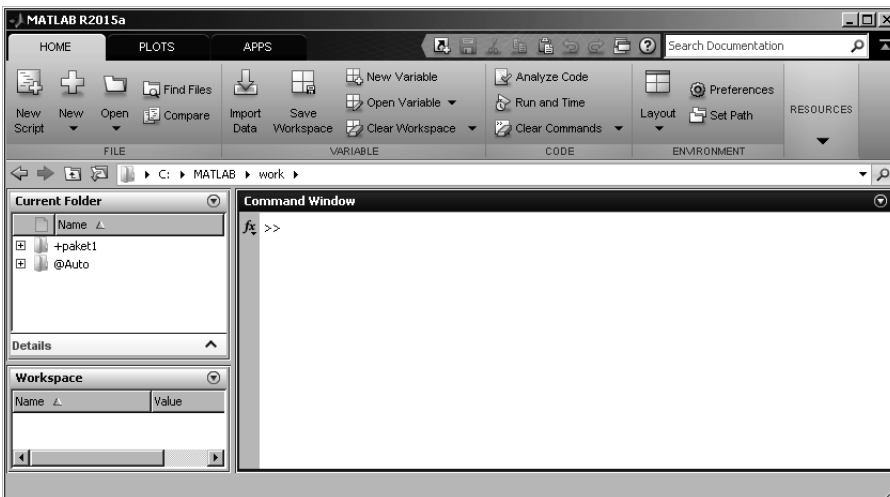 MATLAB R2015a
HOME PLOTS APPS Search Documentation
New Script New Open Find Files Compare
FILE
Import Data Save Workspace New Variable Open Variable Clear Workspace
VARIABLE
Analyze Code Run and Time Clear Commands
CODE
Layout Preferences Set Path
ENVIRONMENT
RESOURCES
C: MATLAB work
Current Folder
Name
+paket1
@Auto
Details
Workspace
Name Value
Command Window
fx >>